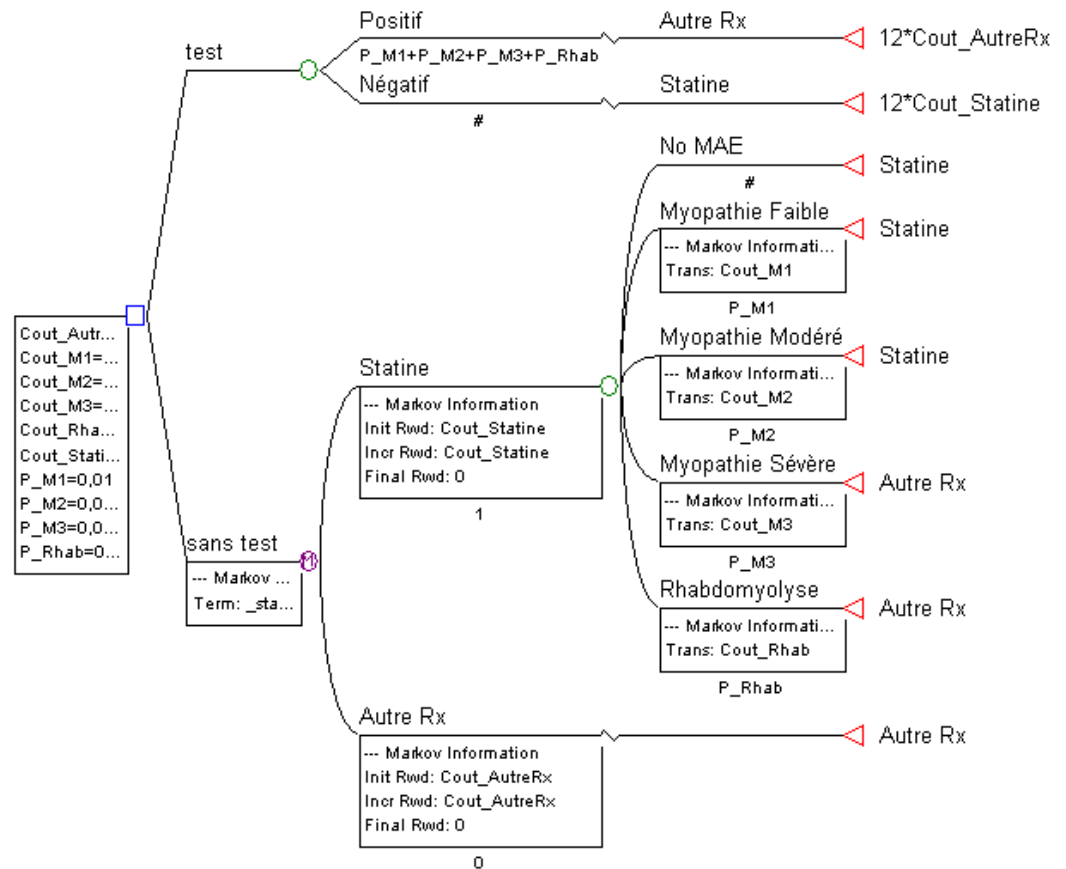 Positif
Autre Rx
12*Cout_AutreRx
test
P_M1+P_M2+P_M3+P_Rhab
Négatif
Statine
12*Cout_Statine
#
No MAE
Statine
#
Myopathie Faible
Statine
--- Markov Informati...
Trans: Cout_M1
P_M1
Myopathie Modéré
Statine
--- Markov Informati...
Trans: Cout_M2
P_M2
Cout_Autr...
Cout_M1=...
Cout_M2=...
Cout_M3=...
Cout_Rha...
Cout_Stati...
P_M1=0,01
P_M2=0,0...
P_M3=0,0...
P_Rhab=0...
Statine
--- Markov Information
Init Rwd: Cout_Statine
Incr Rwd: Cout_Statine
Final Rwd: 0
1
Myopathie Sévère
Autre Rx
--- Markov Informati...
Trans: Cout_M3
P_M3
sans test
M
--- Markov ...
Term: _sta...
Rhabdomyolyse
Autre Rx
--- Markov Informati...
Trans: Cout_Rhab
P_Rhab
Autre Rx
Autre Rx
--- Markov Information
Init Rwd: Cout_AutreRx
Incr Rwd: Cout_AutreRx
Final Rwd: 0
0